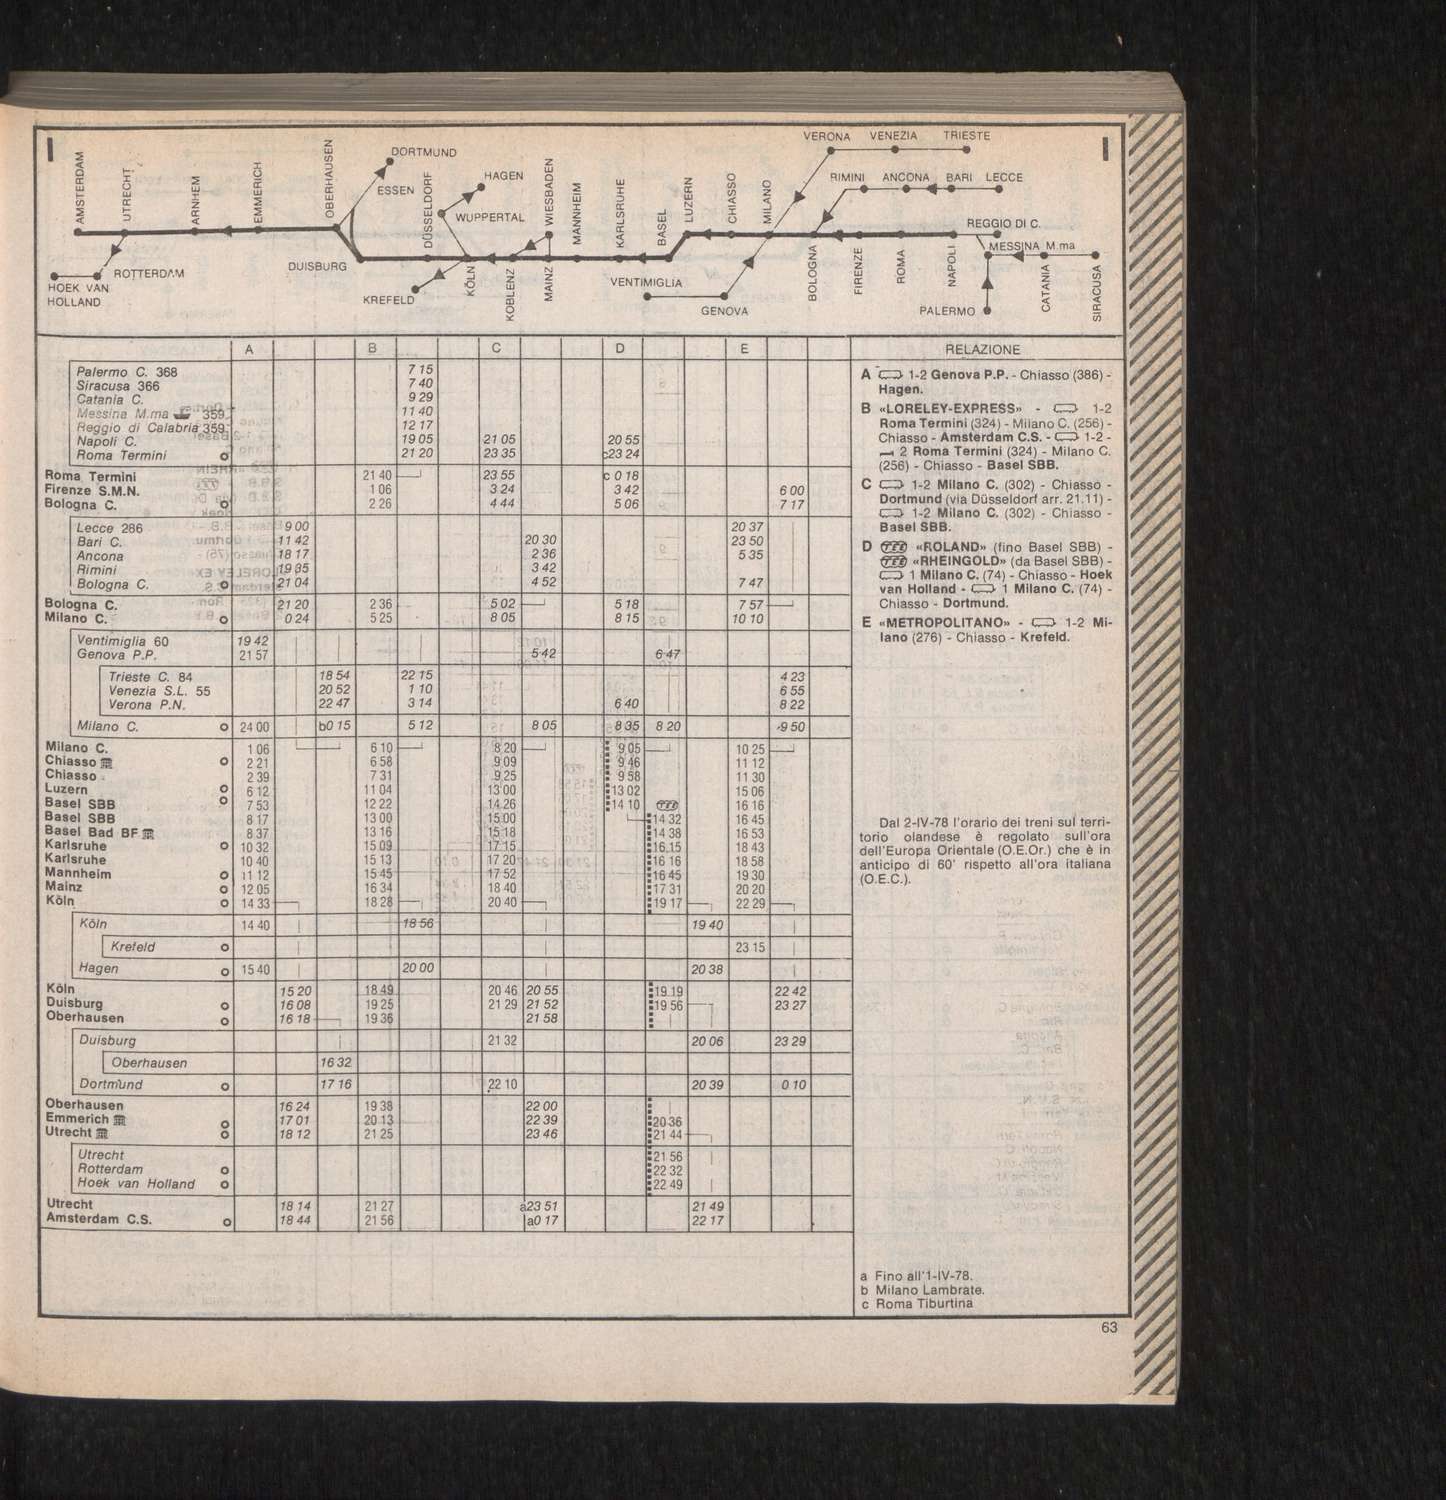 VERONA VENEZIA TRIESTE
DORTMUND
AMSTERDAM
UTRECHT
ARNHEM
EMMERICH
OBERHAUSEN
ESSEN
DÜSSELDORF
HAGEN
WUPPERTAL
WIESBADEN
MANNHEIM
KARLSRUHE
BASEL
LUZERN
CHIASSO
MILANO
RIMINI ANCONA BARI LECCE
REGGIO DI C.
MESSINA M.ma
DUISBURG
ROTTERDAM
HOEK VAN
HOLLAND
KREFELD
KÖLN
KOBLENZ
MAINZ
VENTIMIGLIA
GENOVA
BOLOGNA
FIRENZE
ROMA
NAPOLI
PALERMO
CATANIA
SIRACUSA
A B C D E RELAZIONE
Palermo C. 368 7 15
Siracusa 366 7 40
Catania C. 9 29
Messina M.ma 359 11 40
Reggio di Calabria 359 12 17
Napoli C. 19 05 21 05 20 55
Roma Termini 21 20 23 35 c23 24
Roma Termini 21 40 23 55 c 0 18
Firenze S.M.N. 1 06 3 24 3 42 6 00
Bologna C. 2 26 4 44 5 06 7 17
Lecce 286 9 00 20 37
Bari C. 11 42 20 30 23 50
Ancona 18 17 2 36 5 35
Rimini 19 35 3 42
Bologna C. 21 04 4 52 7 47
Bologna C. 21 20 2 36 5 02 5 18 7 57
Milano C. 0 24 5 25 8 05 8 15 10 10
Ventimiglia 60 19 42
Genova P.P. 21 57 5 42 6 47
Trieste C. 84 18 54 22 15 4 23
Venezia S.L. 55 20 52 1 10 6 55
Verona P.N. 22 47 3 14 6 40 8 22
Milano C. 24 00 b0 15 5 12 8 05 8 35 8 20 9 50
Milano C. 1 06 6 10 8 20 9 05 10 25
Chiasso 2 21 6 58 9 09 9 46 11 12
Chiasso 2 39 7 31 9 25 9 58 11 30
Luzern 6 12 11 04 13 00 13 02 15 06
Basel SBB 7 53 12 22 14 26 14 10 TEE 16 16
Basel SBB 8 17 13 00 15 00 14 32 16 45
Basel Bad BF 8 37 13 16 15 18 14 38 16 53
Karlsruhe 10 32 15 09 17 15 16 15 18 43
Karlsruhe 10 40 15 13 17 20 16 16 18 58
Mannheim 11 12 15 45 17 52 16 45 19 30
Mainz 12 05 16 34 18 40 17 31 20 20
Köln 14 33 18 28 20 40 19 17 22 29
Köln 14 40 18 56 19 40
Krefeld 23 15
Hagen 15 40 20 00 20 38
Köln 15 20 18 49 20 46 20 55 19 19 22 42
Duisburg 16 08 19 25 21 29 21 52 19 56 23 27
Oberhausen 16 18 19 36 21 58
Duisburg 21 32 20 06 23 29
Oberhausen 16 32
Dortmund 17 16 22 10 20 39 0 10
Oberhausen 16 24 19 38 22 00
Emmerich 17 01 20 13 22 39 20 36
Utrecht 18 12 21 25 23 46 21 44
Utrecht 21 56
Rotterdam 22 32
Hoek van Holland 22 49
Utrecht 18 14 21 27 a23 51 21 49
Amsterdam C.S. 18 44 21 56 a0 17 22 17
A 1-2 Genova P.P. - Chiasso (386) -
Hagen.
B «LORELEY-EXPRESS» - 1-2
Roma Termini (324) - Milano C. (256) -
Chiasso - Amsterdam C.S. - 1-2 -
2 Roma Termini (324) - Milano C.
(256) - Chiasso - Basel SBB.
C 1-2 Milano C. (302) - Chiasso -
Dortmund (via Düsseldorf arr. 21.11) -
1-2 Milano C. (302) - Chiasso -
Basel SBB.
D TEE «ROLAND» (fino Basel SBB) -
TEE «RHEINGOLD» (da Basel SBB) -
1 Milano C. (74) - Chiasso - Hoek
van Holland - 1 Milano C. (74) -
Chiasso - Dortmund.
E «METROPOLITANO» - 1-2 Mi-
lano (276) - Chiasso - Krefeld.
Dal 2-IV-78 l'orario dei treni sul terri-
torio olandese è regolato sull'ora
dell'Europa Orientale (O.E.Or.) che è in
anticipo di 60' rispetto all'ora italiana
(O.E.C.).
a Fino all'1-IV-78.
b Milano Lambrate.
c Roma Tiburtina
63